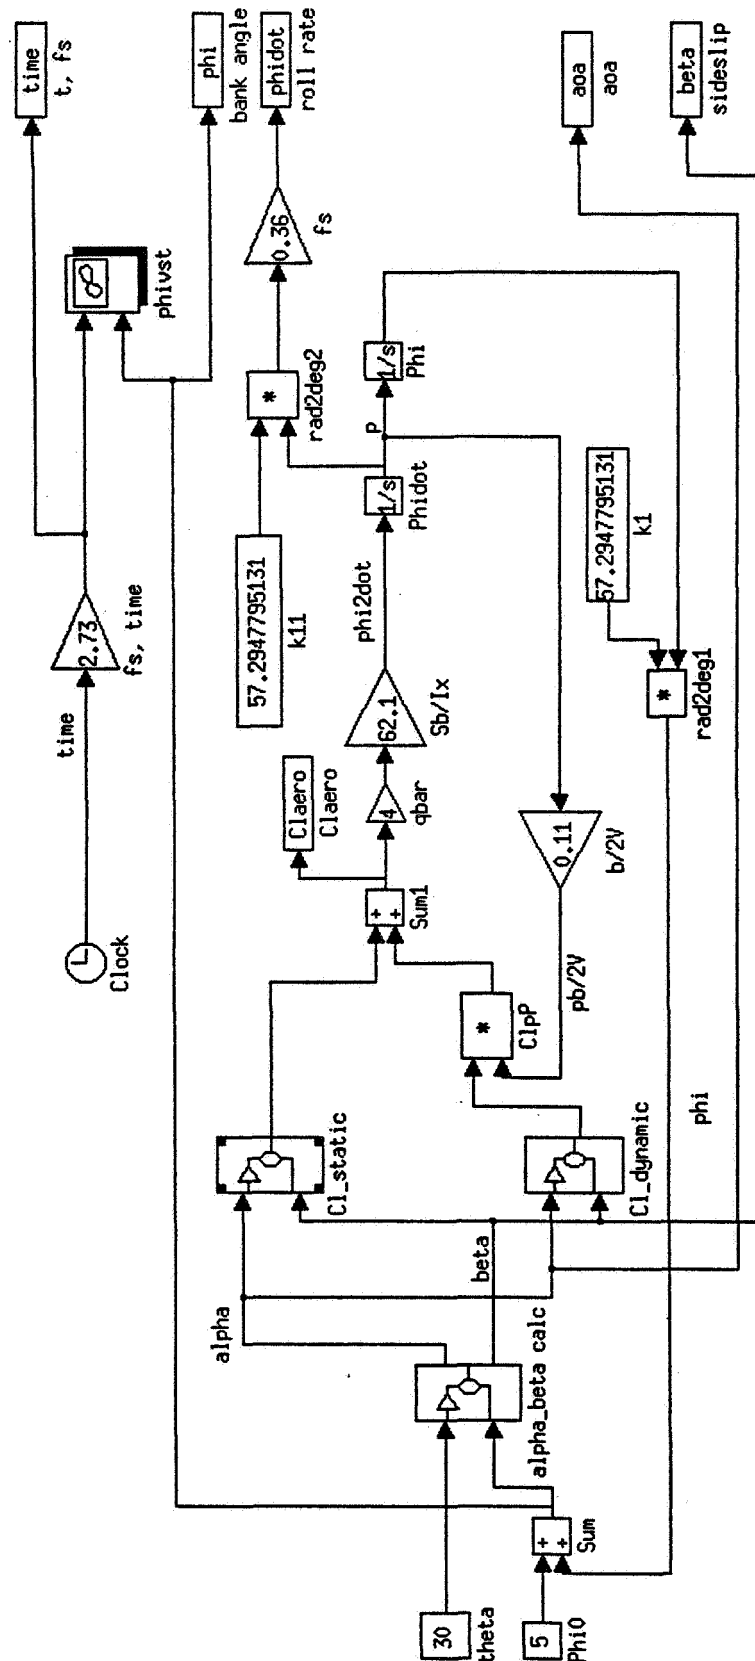 time
t, fs
phi
bank angle
phidot
roll rate
aoa
aoa
beta
sideslip
phivst
0.36
fs
2.73
fs, time
time
Clock
57.2947795131
k11
*
rad2deg2
1/s
Phi
P
1/s
Phidot
phi2dot
62.1
Sb/Ix
4
qbar
Claero
Claero
+
+
Sum1
57.2947795131
k1
*
rad2deg1
0.11
b/2V
pb/2V
*
ClpP
Cl_static
Cl_dynamic
phi
alpha
beta
alpha_beta calc
+
+
Sum
30
theta
5
Phi0